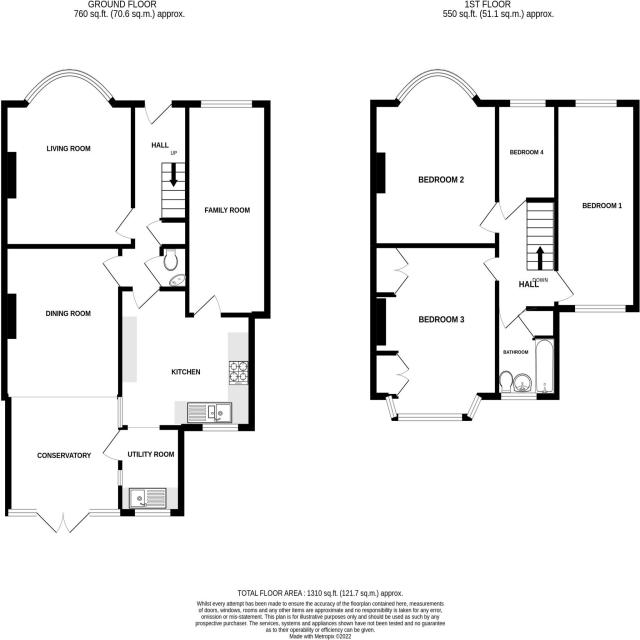 GROUND FLOOR
760 sq.ft. (70.6 sq.m.) approx.
1ST FLOOR
550 sq.ft. (51.1 sq.m.) approx.
LIVING ROOM
HALL
UP
FAMILY ROOM
DINING ROOM
KITCHEN
CONSERVATORY
UTILITY ROOM
BEDROOM 2
BEDROOM 4
BEDROOM 1
DOWN
HALL
BEDROOM 3
BATHROOM
TOTAL FLOOR AREA : 1310 sq.ft. (121.7 sq.m.) approx.
Whilst every attempt has been made to ensure the accuracy of the floorplan contained here, measurements
of doors, windows, rooms and any other items are approximate and no responsibility is taken for any error,
omission or mis-statement. This plan is for illustrative purposes only and should be used as such by any
prospective purchaser. The services, systems and appliances shown have not been tested and no guarantee
as to their operability or efficiency can be given.
Made with Metropix ©2022